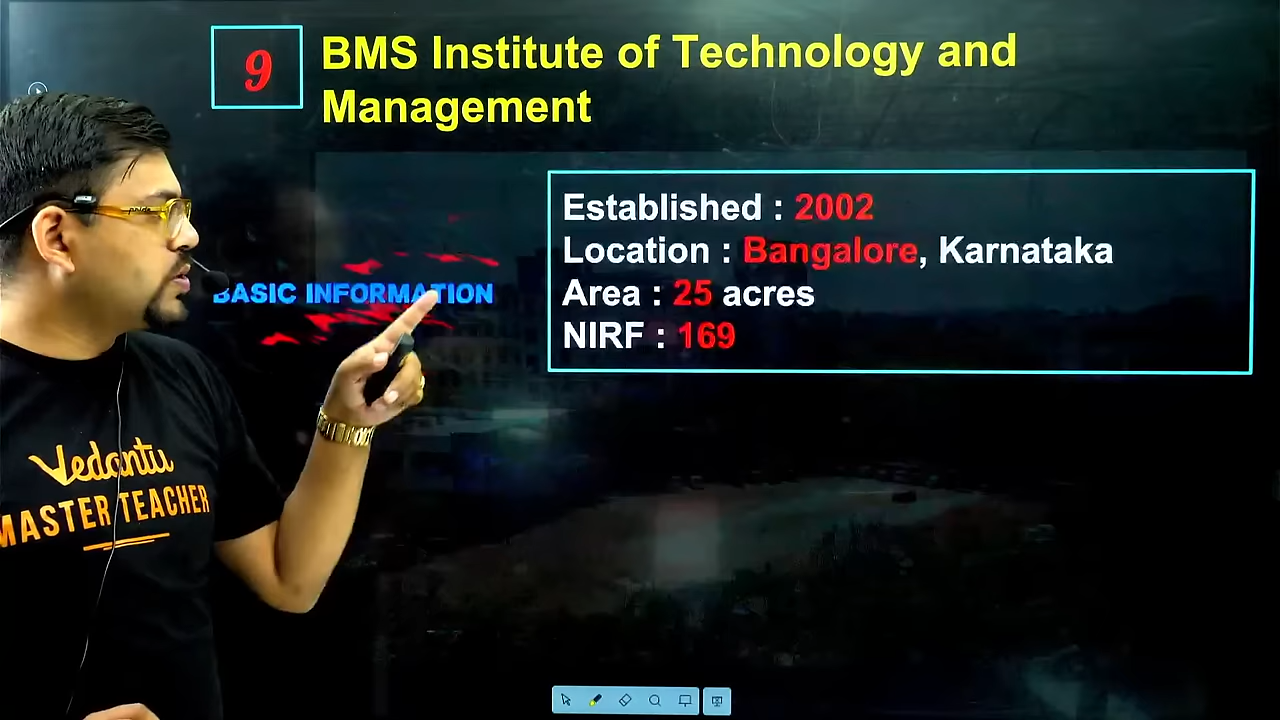 9
BMS Institute of Technology and
Management
Established : 2002
Location : Bangalore, Karnataka
Area : 25 acres
NIRF : 169
BASIC INFORMATION
Vedantu
MASTER TEACHER